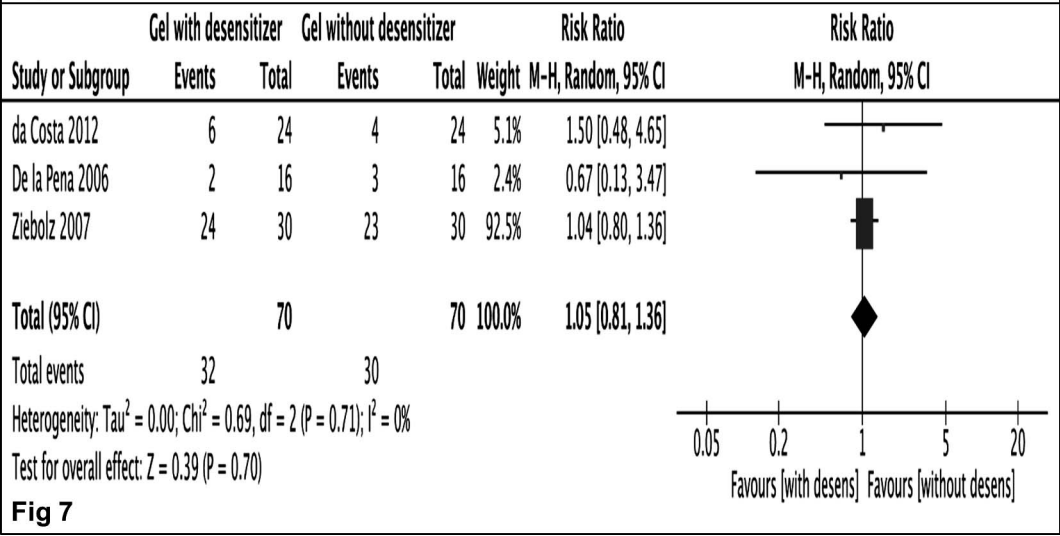 Gel with desensitizer Gel without desensitizer Risk Ratio Risk Ratio
Study or Subgroup Events Total Events Total Weight M-H, Random, 95% CI M-H, Random, 95% CI
da Costa 2012 6 24 4 24 5.1% 1.50 [0.48, 4.65]
De la Pena 2006 2 16 3 16 2.4% 0.67 [0.13, 3.47]
Ziebolz 2007 24 30 23 30 92.5% 1.04 [0.80, 1.36]
Total (95% CI) 70 70 100.0% 1.05 [0.81, 1.36]
Total events 32 30
Heterogeneity: Tau² = 0.00; Chi² = 0.69, df = 2 (P = 0.71); I² = 0%
Test for overall effect: Z = 0.39 (P = 0.70)
0.05 0.2 1 5 20
Favours [with desens] Favours [without desens]
Fig 7